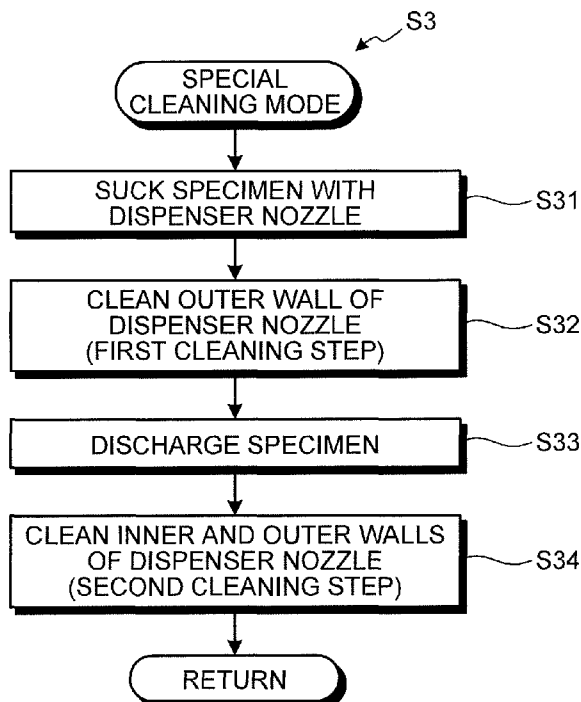 S3
SPECIAL
CLEANING MODE
SUCK SPECIMEN WITH
DISPENSER NOZZLE
S31
CLEAN OUTER WALL OF
DISPENSER NOZZLE
(FIRST CLEANING STEP)
S32
DISCHARGE SPECIMEN
S33
CLEAN INNER AND OUTER WALLS
OF DISPENSER NOZZLE
(SECOND CLEANING STEP)
S34
RETURN